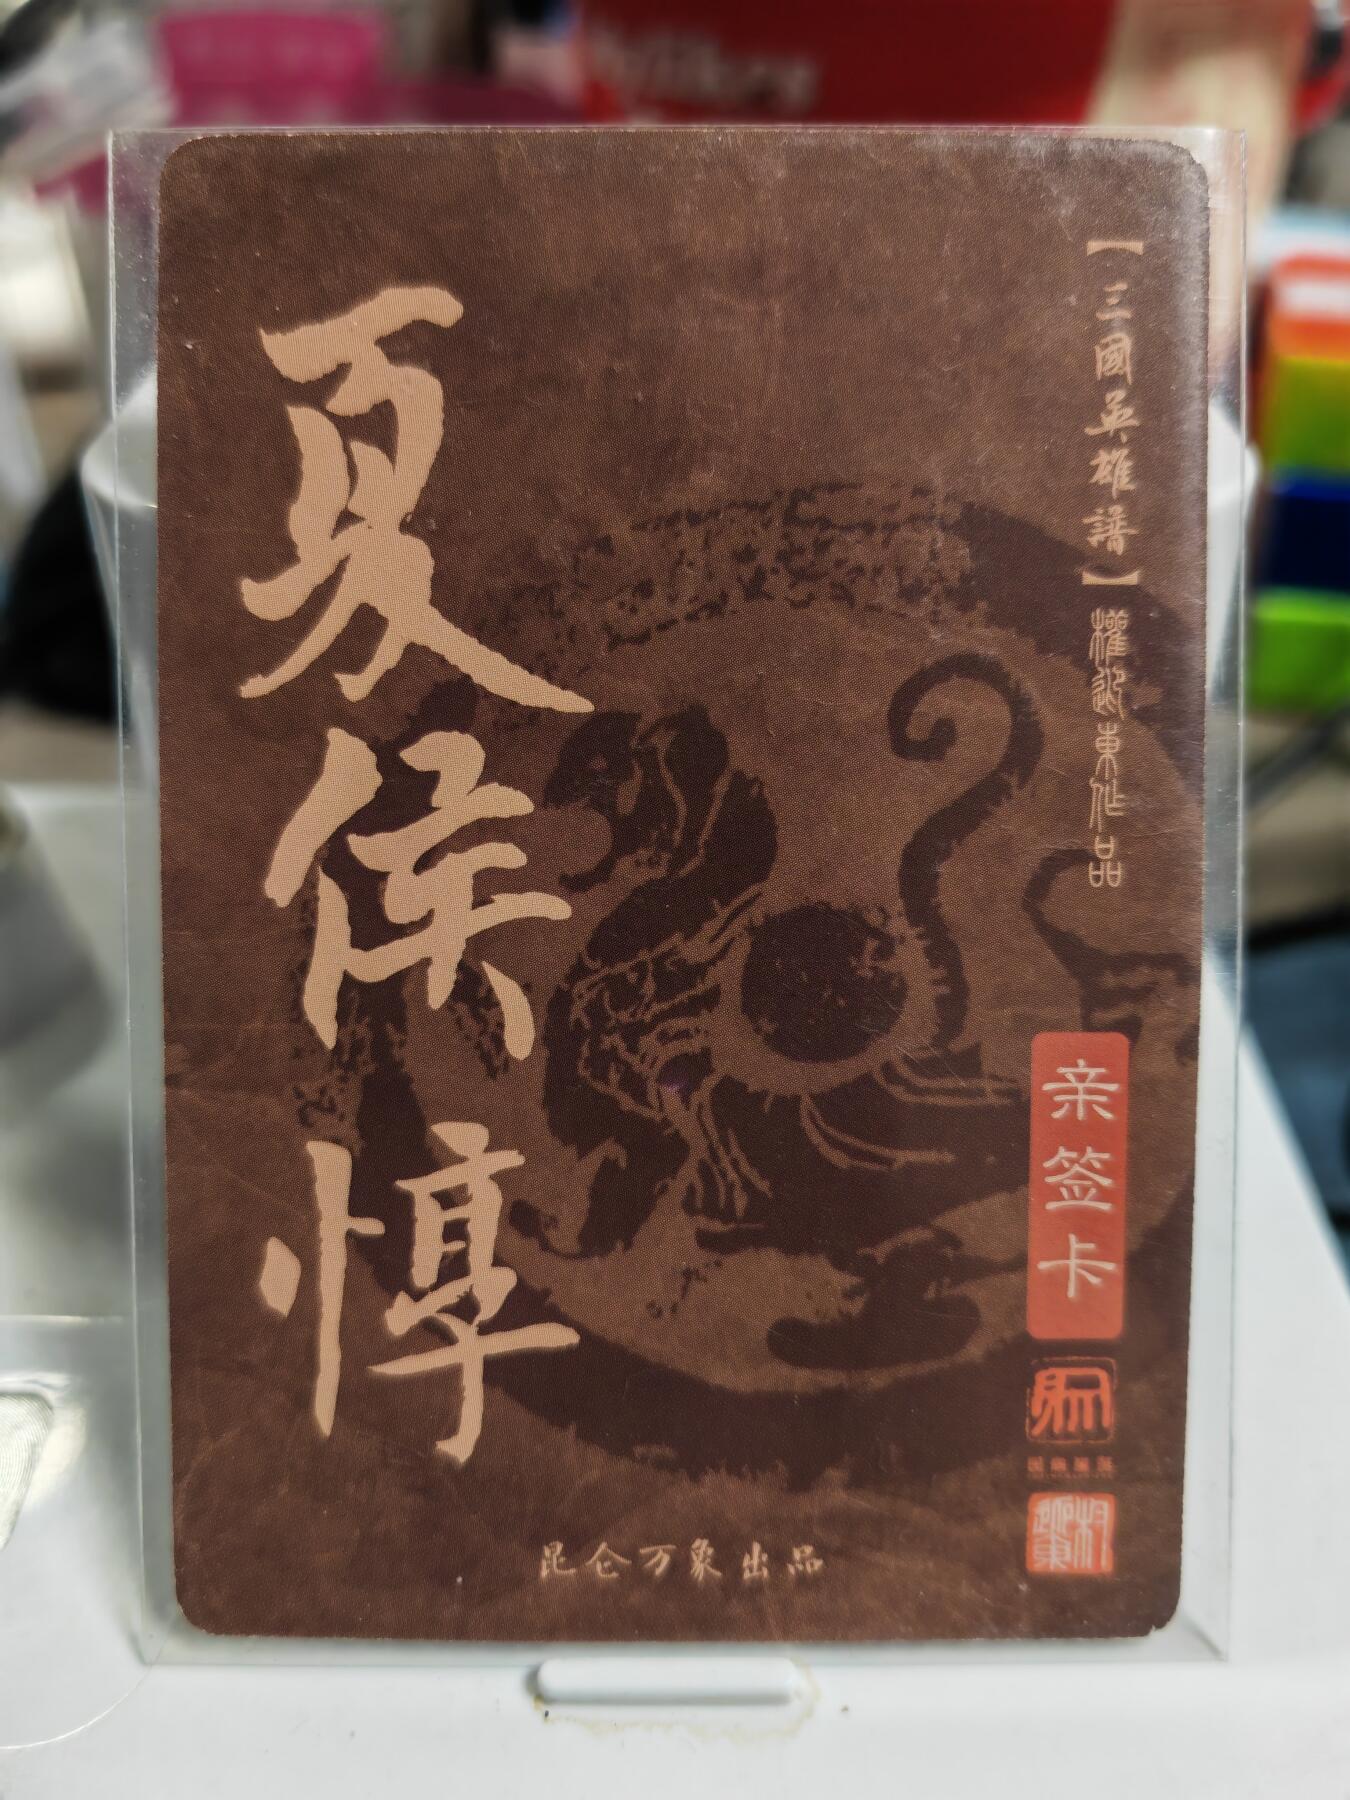 【三國英雄譜】權迎東作品
夏侯惇
亲签卡
昆仑万象出品